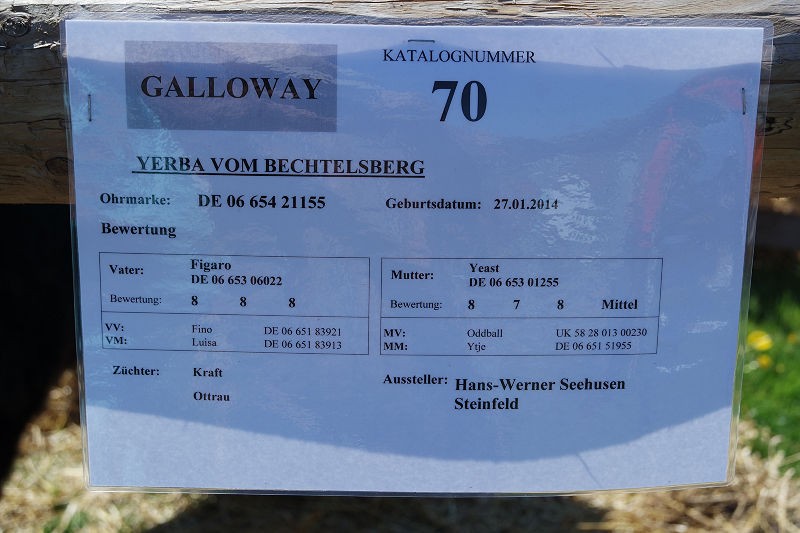 GALLOWAY
KATALOGNUMMER
70
YERBA VOM BECHTELSBERG
Ohrmarke: DE 06 654 21155 Geburtsdatum: 27.01.2014
Bewertung
Vater: Figaro
DE 06 653 06022
Bewertung: 8 8 8
VV: Fino DE 06 651 83921
VM: Luisa DE 06 651 83913
Mutter: Yeast
DE 06 653 01255
Bewertung: 8 7 8 Mittel
MV: Oddball UK 58 28 013 00230
MM: Ytje DE 06 651 51955
Züchter: Kraft
Ottrau
Aussteller: Hans-Werner Seehusen
Steinfeld